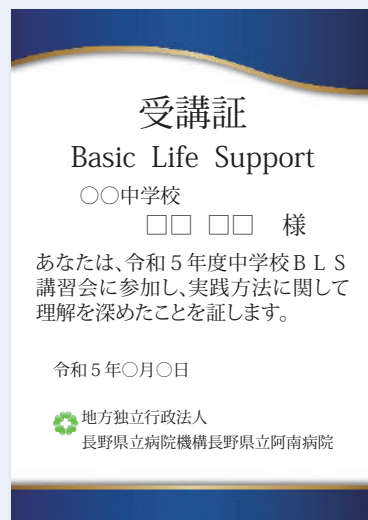 受講証
Basic Life Support
○○中学校
□□ □□ 様
あなたは、令和５年度中学校ＢＬＳ
講習会に参加し、実践方法に関して
理解を深めたことを証します。
令和５年○月○日
地方独立行政法人
長野県立病院機構長野県立阿南病院